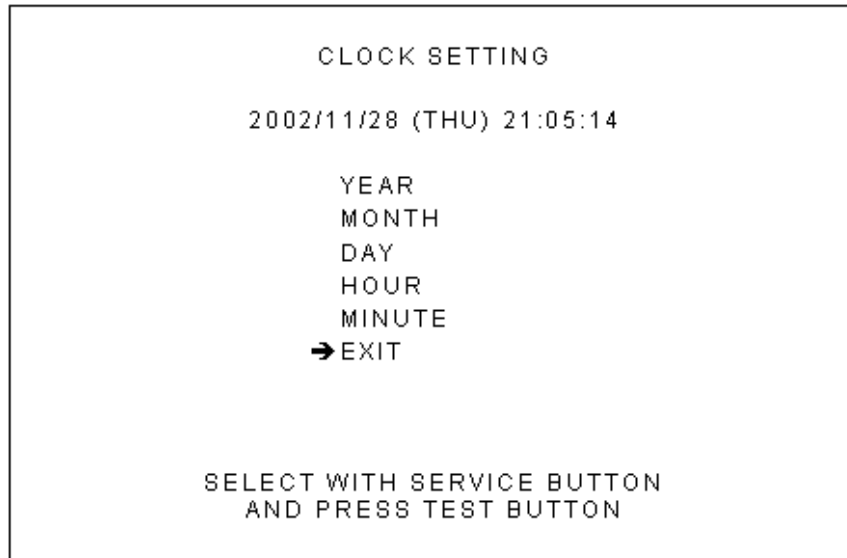 CLOCK SETTING
2002/11/28 (THU) 21:05:14
YEAR
MONTH
DAY
HOUR
MINUTE
➔EXIT
SELECT WITH SERVICE BUTTON
AND PRESS TEST BUTTON